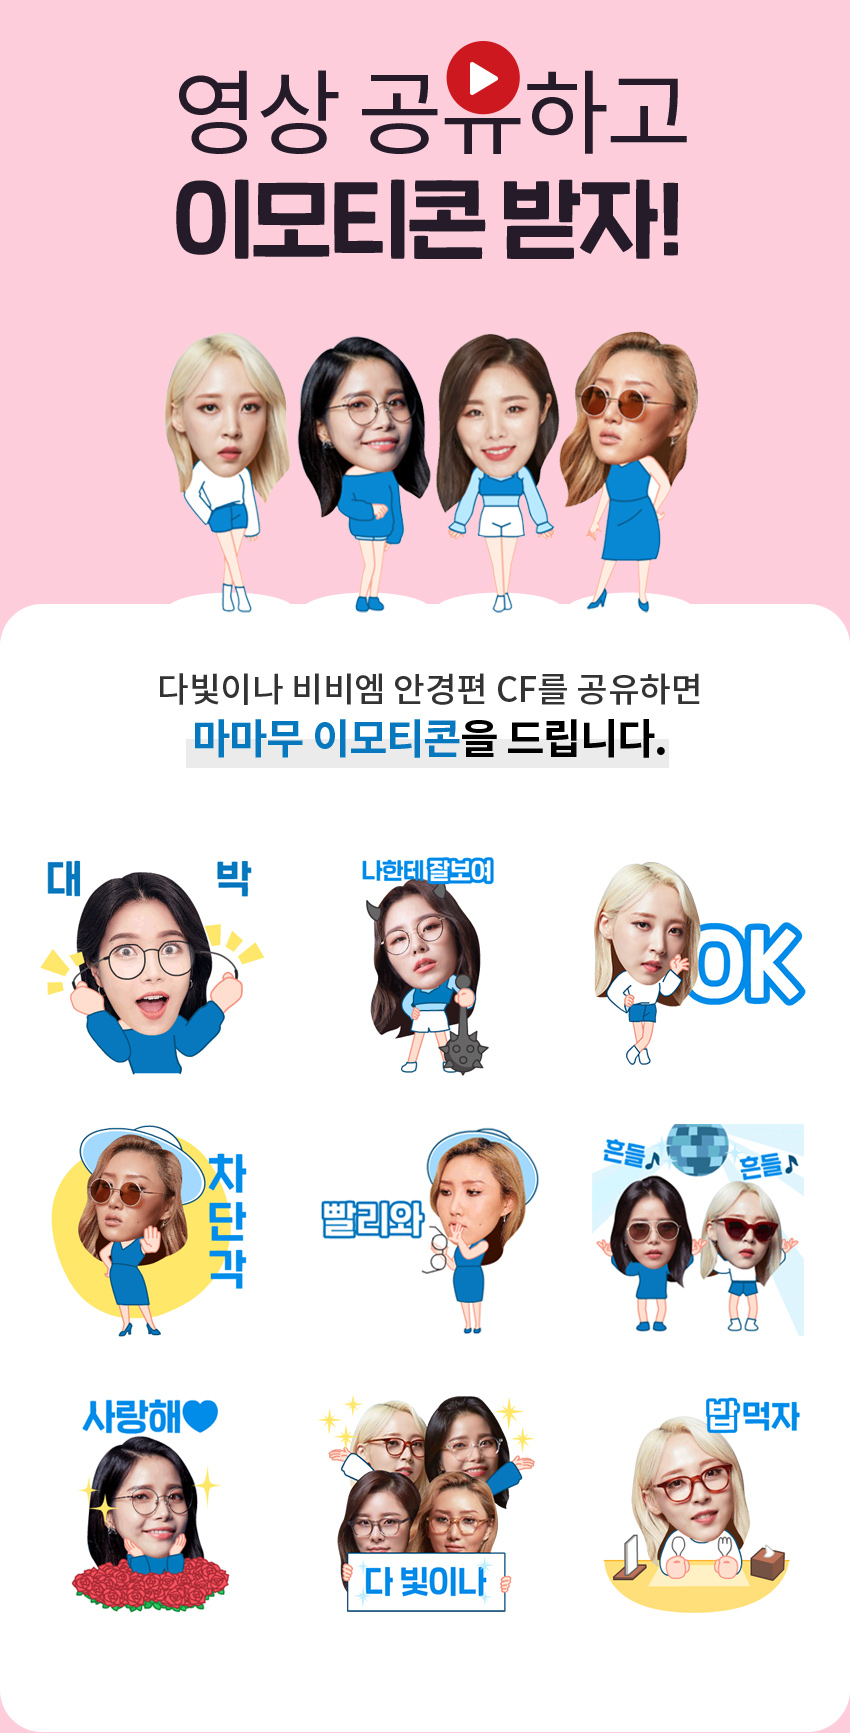 영상 공유하고
이모티콘 받자!
다빛이나 비비엠 안경편 CF를 공유하면
마마무 이모티콘을 드립니다.
대 박
나한테 잘보여
OK
차단각
빨리와
흔들♪
흔들♪
사랑해♥
다 빛이나
밥먹자